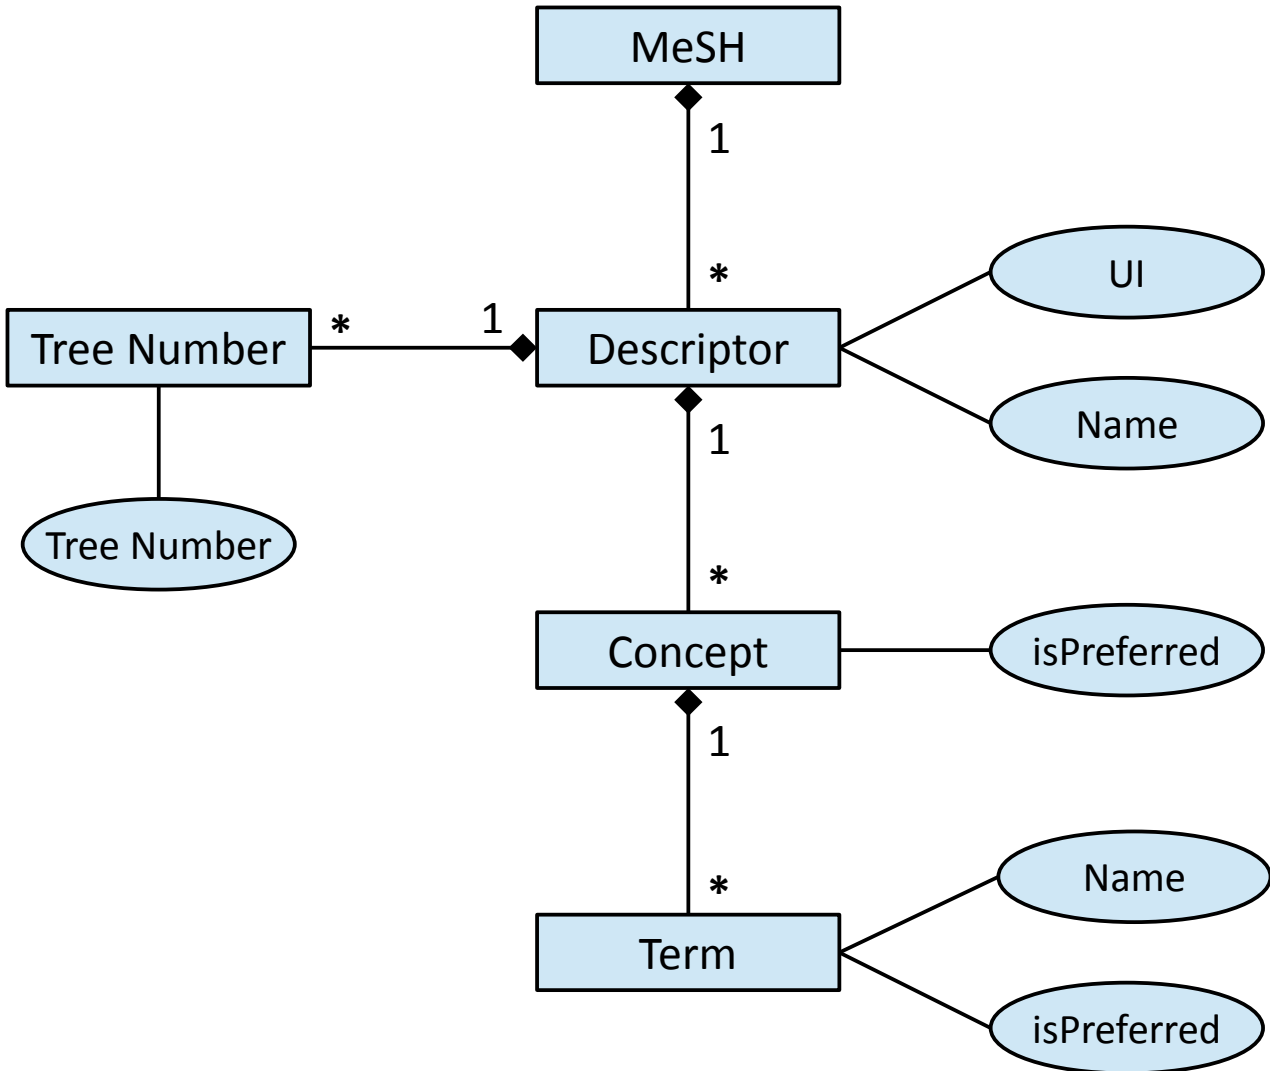 MeSH
1
*
UI
Tree Number
*
1
Descriptor
Name
1
Tree Number
*
Concept
isPreferred
1
*
Name
Term
isPreferred